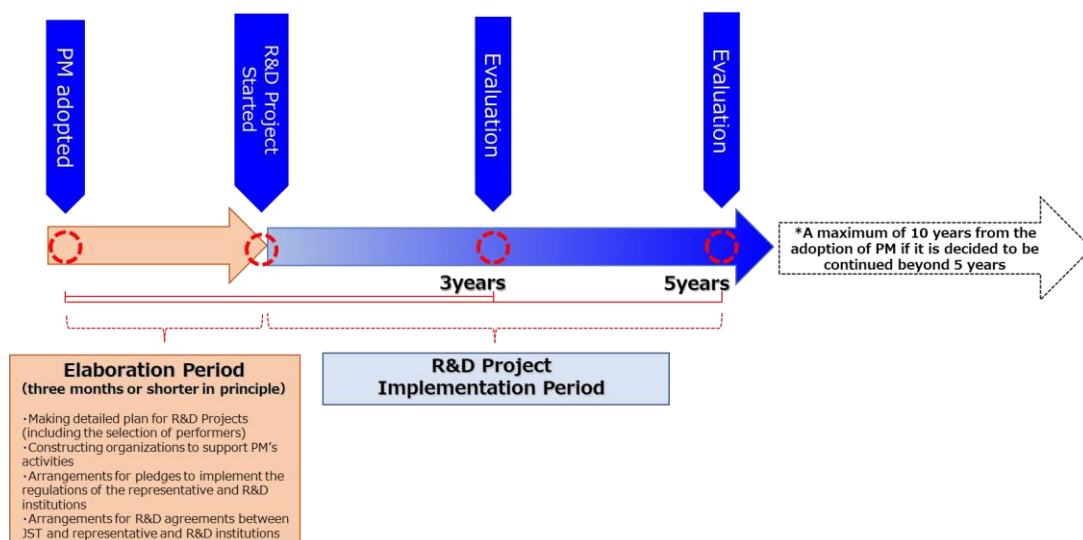 PM adopted
R&D Project
Started
Evaluation
Evaluation
*A maximum of 10 years from the
adoption of PM if it is decided to be
continued beyond 5 years
3years
5years
Elaboration Period
(three months or shorter in principle)
・Making detailed plan for R&D Projects
(including the selection of performers)
・Constructing organizations to support PM's
activities
・Arrangements for pledges to implement the
regulations of the representative and R&D
institutions
・Arrangements for R&D agreements between
JST and representative and R&D institutions
R&D Project
Implementation Period